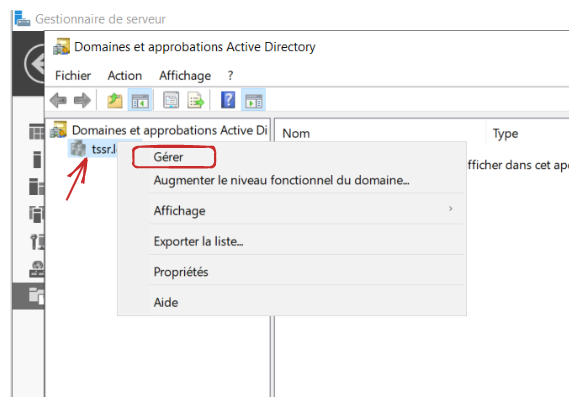 Gestionnaire de serveur
Domaines et approbations Active Directory
Fichier Action Affichage ?
Domaines et approbations Active Di
Nom Type
tssr.l
Gérer
fficher dans cet ap
Augmenter le niveau fonctionnel du domaine...
Affichage
Exporter la liste...
Propriétés
Aide